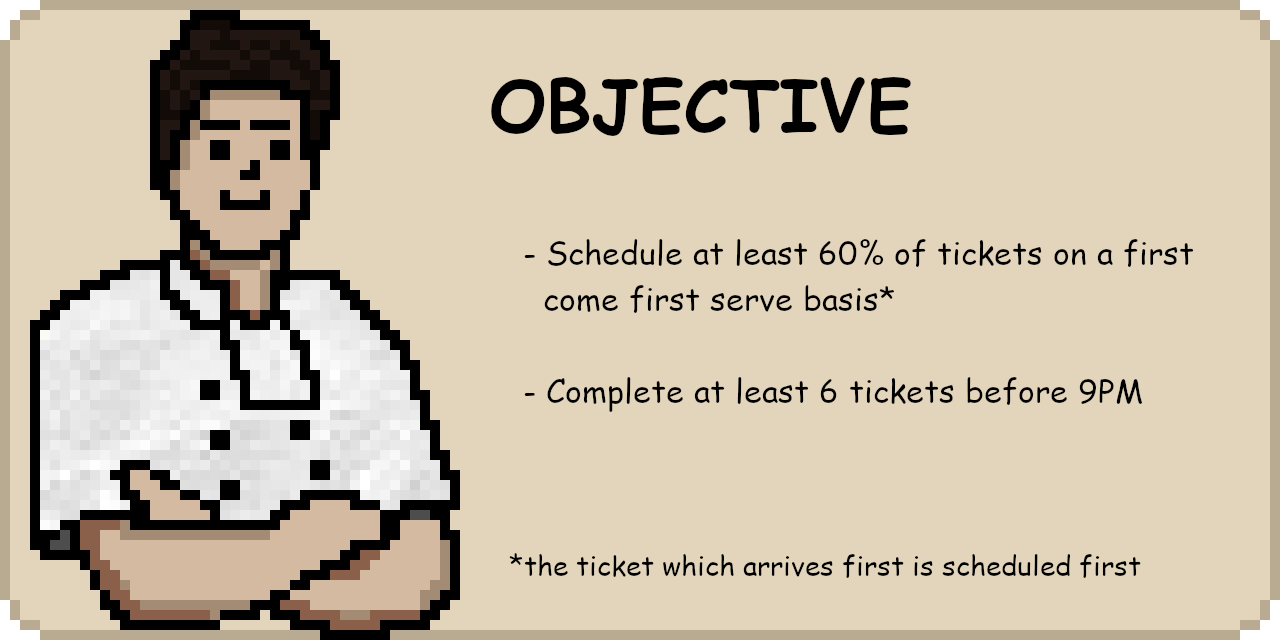 OBJECTIVE
- Schedule at least 60% of tickets on a first
come first serve basis*
- Complete at least 6 tickets before 9PM
*the ticket which arrives first is scheduled first